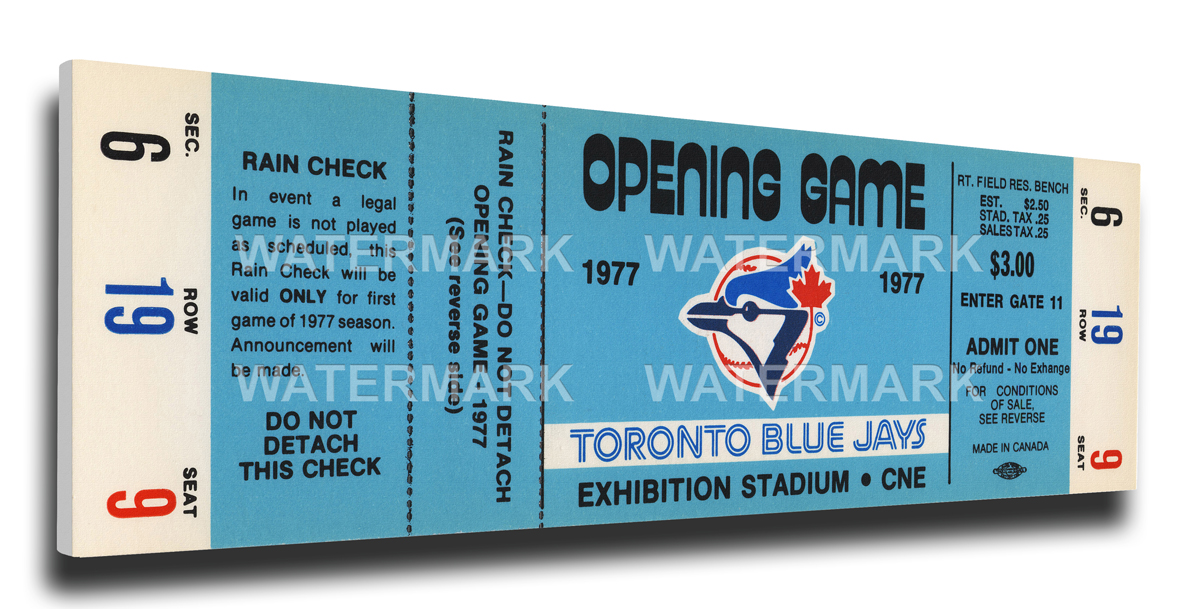 SEC.
6
ROW
19
SEAT
9
RAIN CHECK
In event a legal
game is not played
as scheduled, this
Rain Check will be
valid ONLY for first
game of 1977 season.
Announcement will
be made.
DO NOT
DETACH
THIS CHECK
RAIN CHECK—DO NOT DETACH
OPENING GAME - 1977
(See reverse side)
OPENING GAME
1977
1977
©
TORONTO BLUE JAYS
EXHIBITION STADIUM • CNE
RT. FIELD RES. BENCH
EST. $2.50
STAD. TAX .25
SALES TAX .25
$3.00
ENTER GATE 11
ADMIT ONE
No Refund - No Exhange
FOR CONDITIONS
OF SALE,
SEE REVERSE
MADE IN CANADA
SEC.
6
ROW
19
SEAT
9
WATERMARK
WATERMARK
WATERMARK
WATERMARK